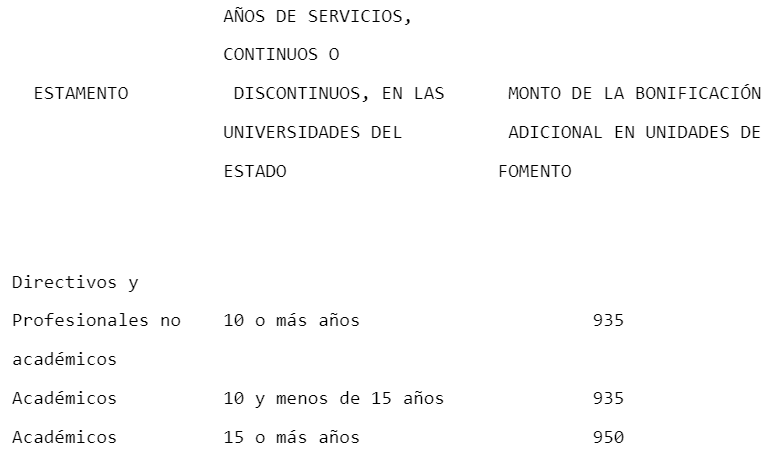 AÑOS DE SERVICIOS,
CONTINUOS O
ESTAMENTO DISCONTINUOS, EN LAS MONTO DE LA BONIFICACIÓN
UNIVERSIDADES DEL ADICIONAL EN UNIDADES DE
ESTADO FOMENTO
Directivos y
Profesionales no 10 o más años 935
académicos
Académicos 10 y menos de 15 años 935
Académicos 15 o más años 950